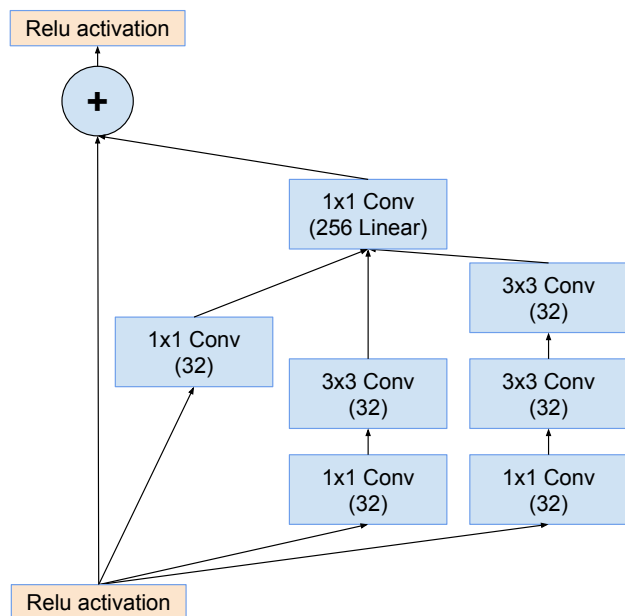 Relu activation
+
1x1 Conv
(256 Linear)
3x3 Conv
(32)
1x1 Conv
(32)
3x3 Conv
(32)
3x3 Conv
(32)
1x1 Conv
(32)
1x1 Conv
(32)
Relu activation